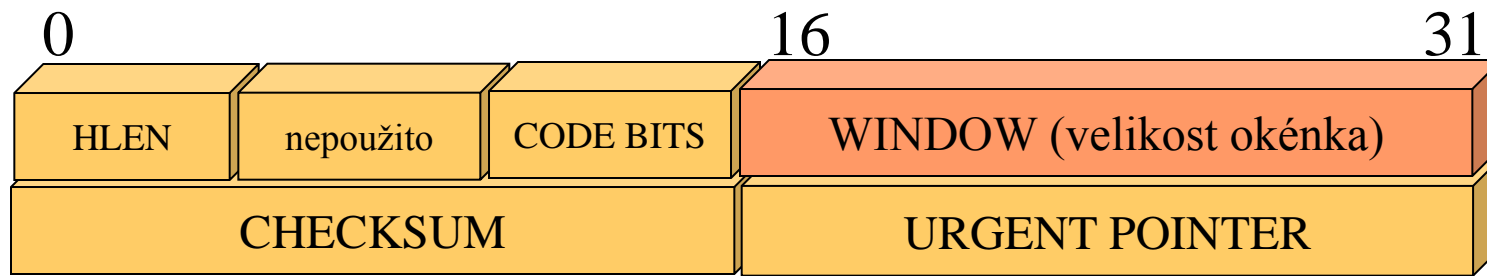 0 16 31
HLEN nepoužito CODE BITS WINDOW (velikost okénka)
CHECKSUM URGENT POINTER